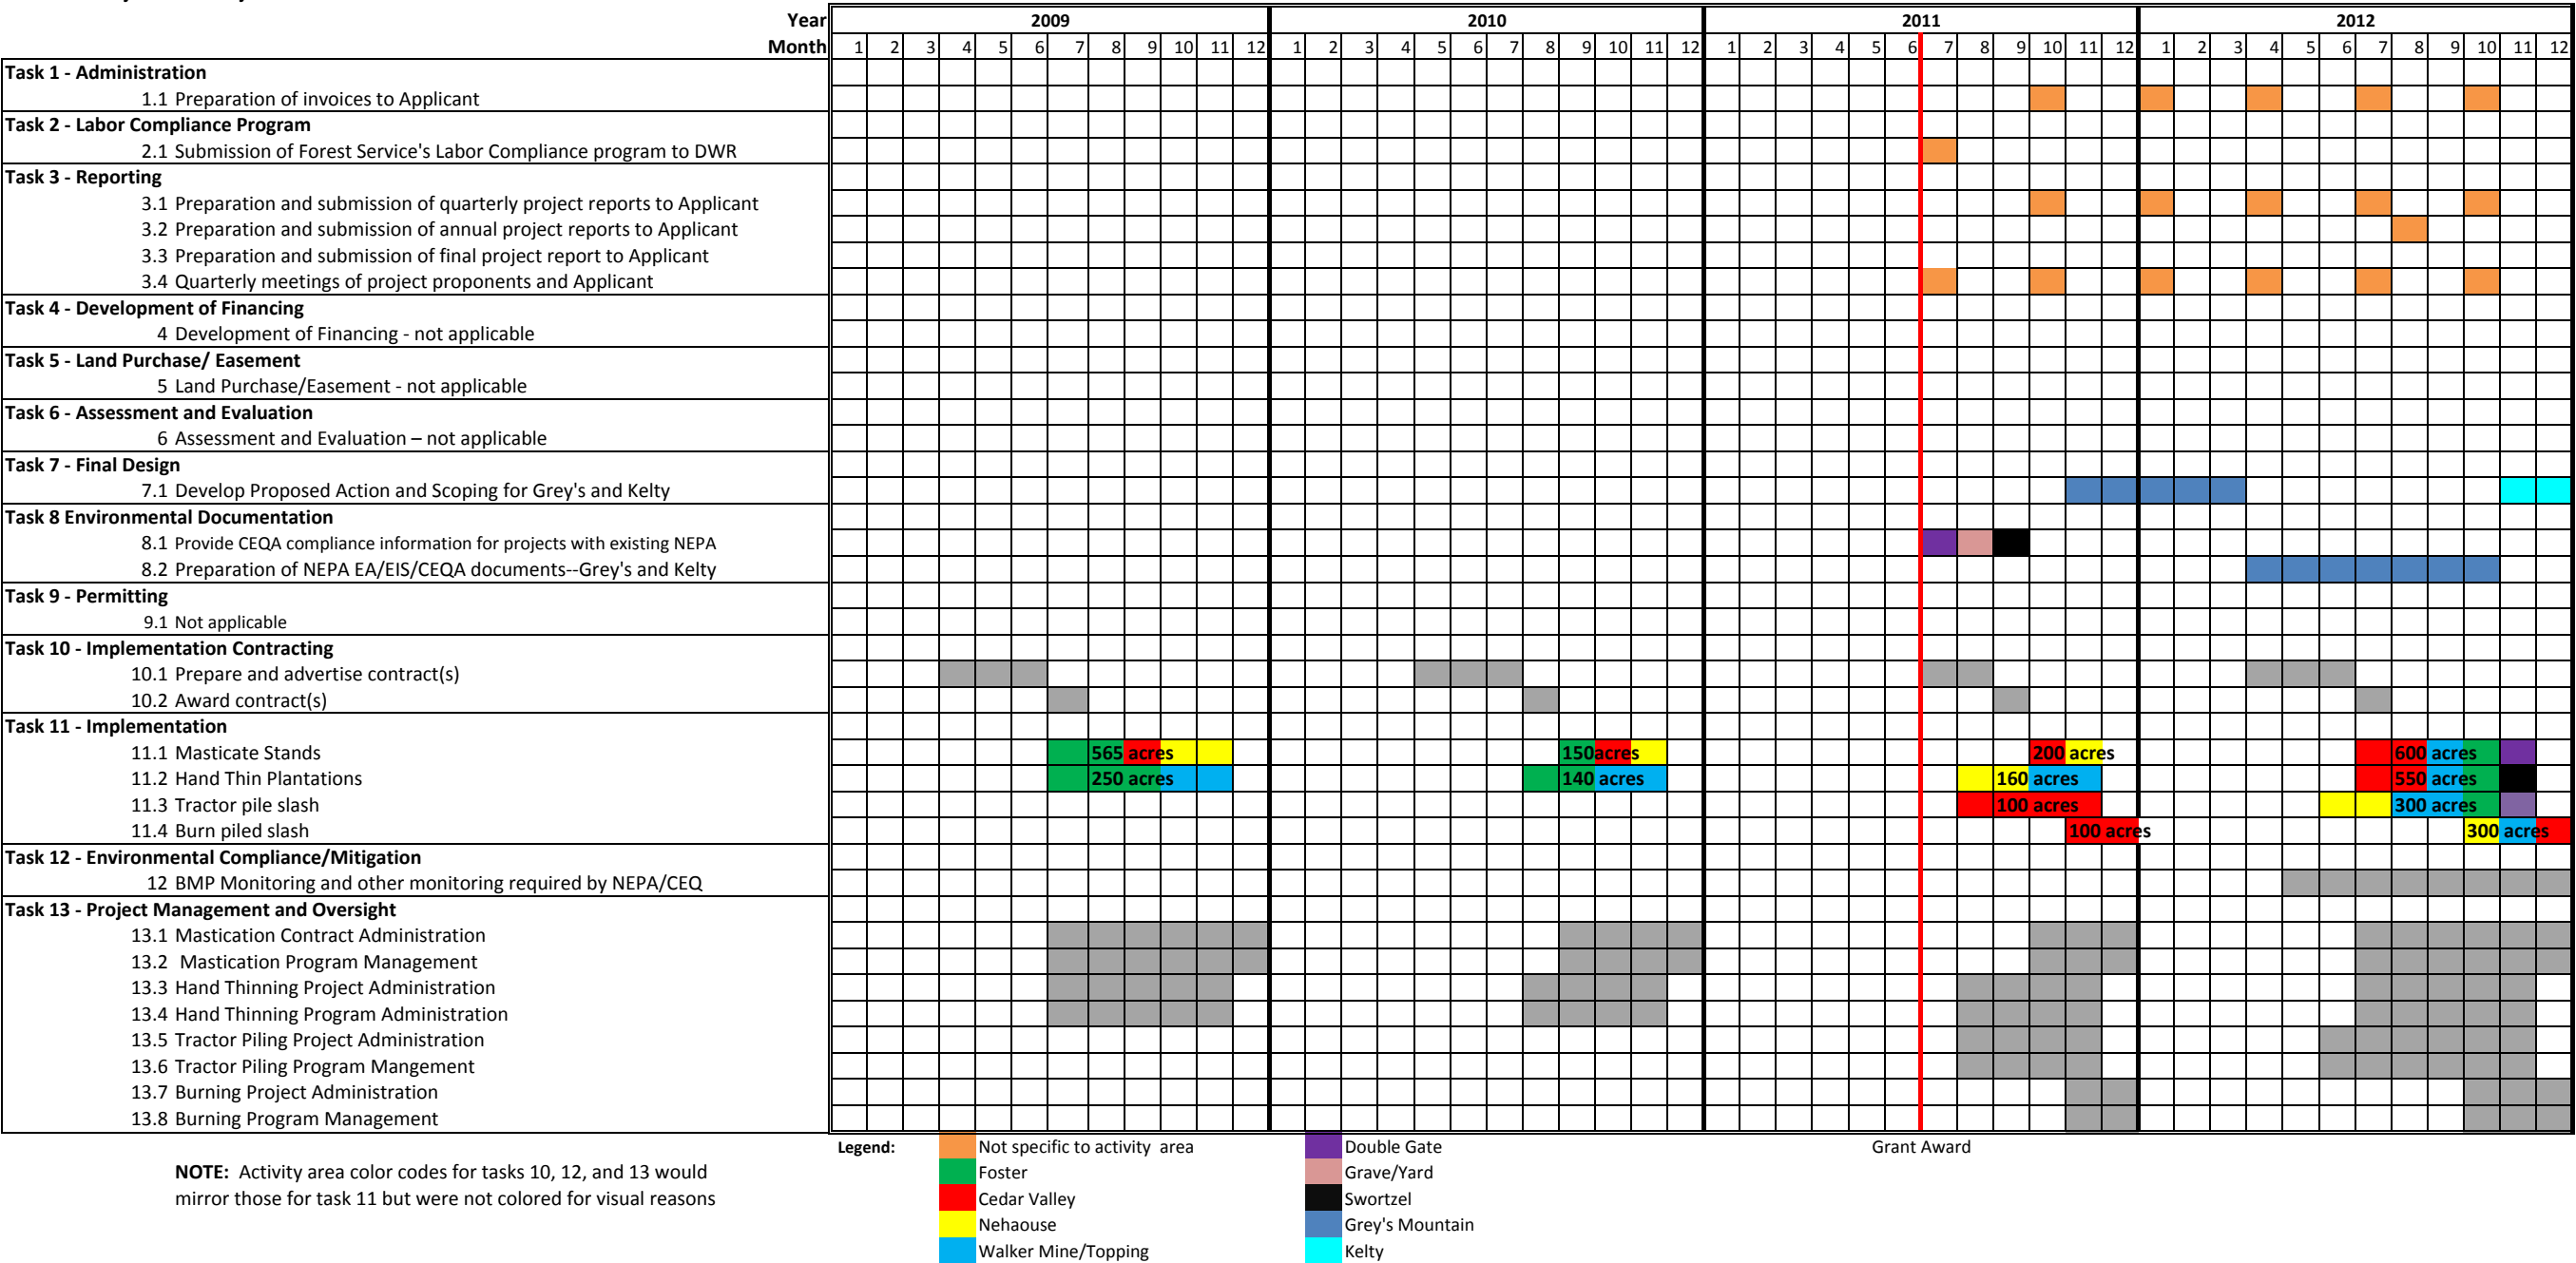 Year 2009 2010 2011 2012
Month 1 2 3 4 5 6 7 8 9 10 11 12 1 2 3 4 5 6 7 8 9 10 11 12 1 2 3 4 5 6 7 8 9 10 11 12 1 2 3 4 5 6 7 8 9 10 11 12
Task 1 - Administration
1.1 Preparation of invoices to Applicant
Task 2 - Labor Compliance Program
2.1 Submission of Forest Service's Labor Compliance program to DWR
Task 3 - Reporting
3.1 Preparation and submission of quarterly project reports to Applicant
3.2 Preparation and submission of annual project reports to Applicant
3.3 Preparation and submission of final project report to Applicant
3.4 Quarterly meetings of project proponents and Applicant
Task 4 - Development of Financing
4 Development of Financing - not applicable
Task 5 - Land Purchase/ Easement
5 Land Purchase/Easement - not applicable
Task 6 - Assessment and Evaluation
6 Assessment and Evaluation – not applicable
Task 7 - Final Design
7.1 Develop Proposed Action and Scoping for Grey's and Kelty
Task 8 Environmental Documentation
8.1 Provide CEQA compliance information for projects with existing NEPA
8.2 Preparation of NEPA EA/EIS/CEQA documents--Grey's and Kelty
Task 9 - Permitting
9.1 Not applicable
Task 10 - Implementation Contracting
10.1 Prepare and advertise contract(s)
10.2 Award contract(s)
Task 11 - Implementation
11.1 Masticate Stands 565 acres 150acres 200 acres 600 acres
11.2 Hand Thin Plantations 250 acres 140 acres 160 acres 550 acres
11.3 Tractor pile slash 100 acres 300 acres
11.4 Burn piled slash 100 acres 300 acres
Task 12 - Environmental Compliance/Mitigation
12 BMP Monitoring and other monitoring required by NEPA/CEQ
Task 13 - Project Management and Oversight
13.1 Mastication Contract Administration
13.2 Mastication Program Management
13.3 Hand Thinning Project Administration
13.4 Hand Thinning Program Administration
13.5 Tractor Piling Project Administration
13.6 Tractor Piling Program Mangement
13.7 Burning Project Administration
13.8 Burning Program Management
Legend: Not specific to activity area Double Gate Grant Award
NOTE: Activity area color codes for tasks 10, 12, and 13 would Foster Grave/Yard
mirror those for task 11 but were not colored for visual reasons Cedar Valley Swortzel
Nehaouse Grey's Mountain
Walker Mine/Topping Kelty